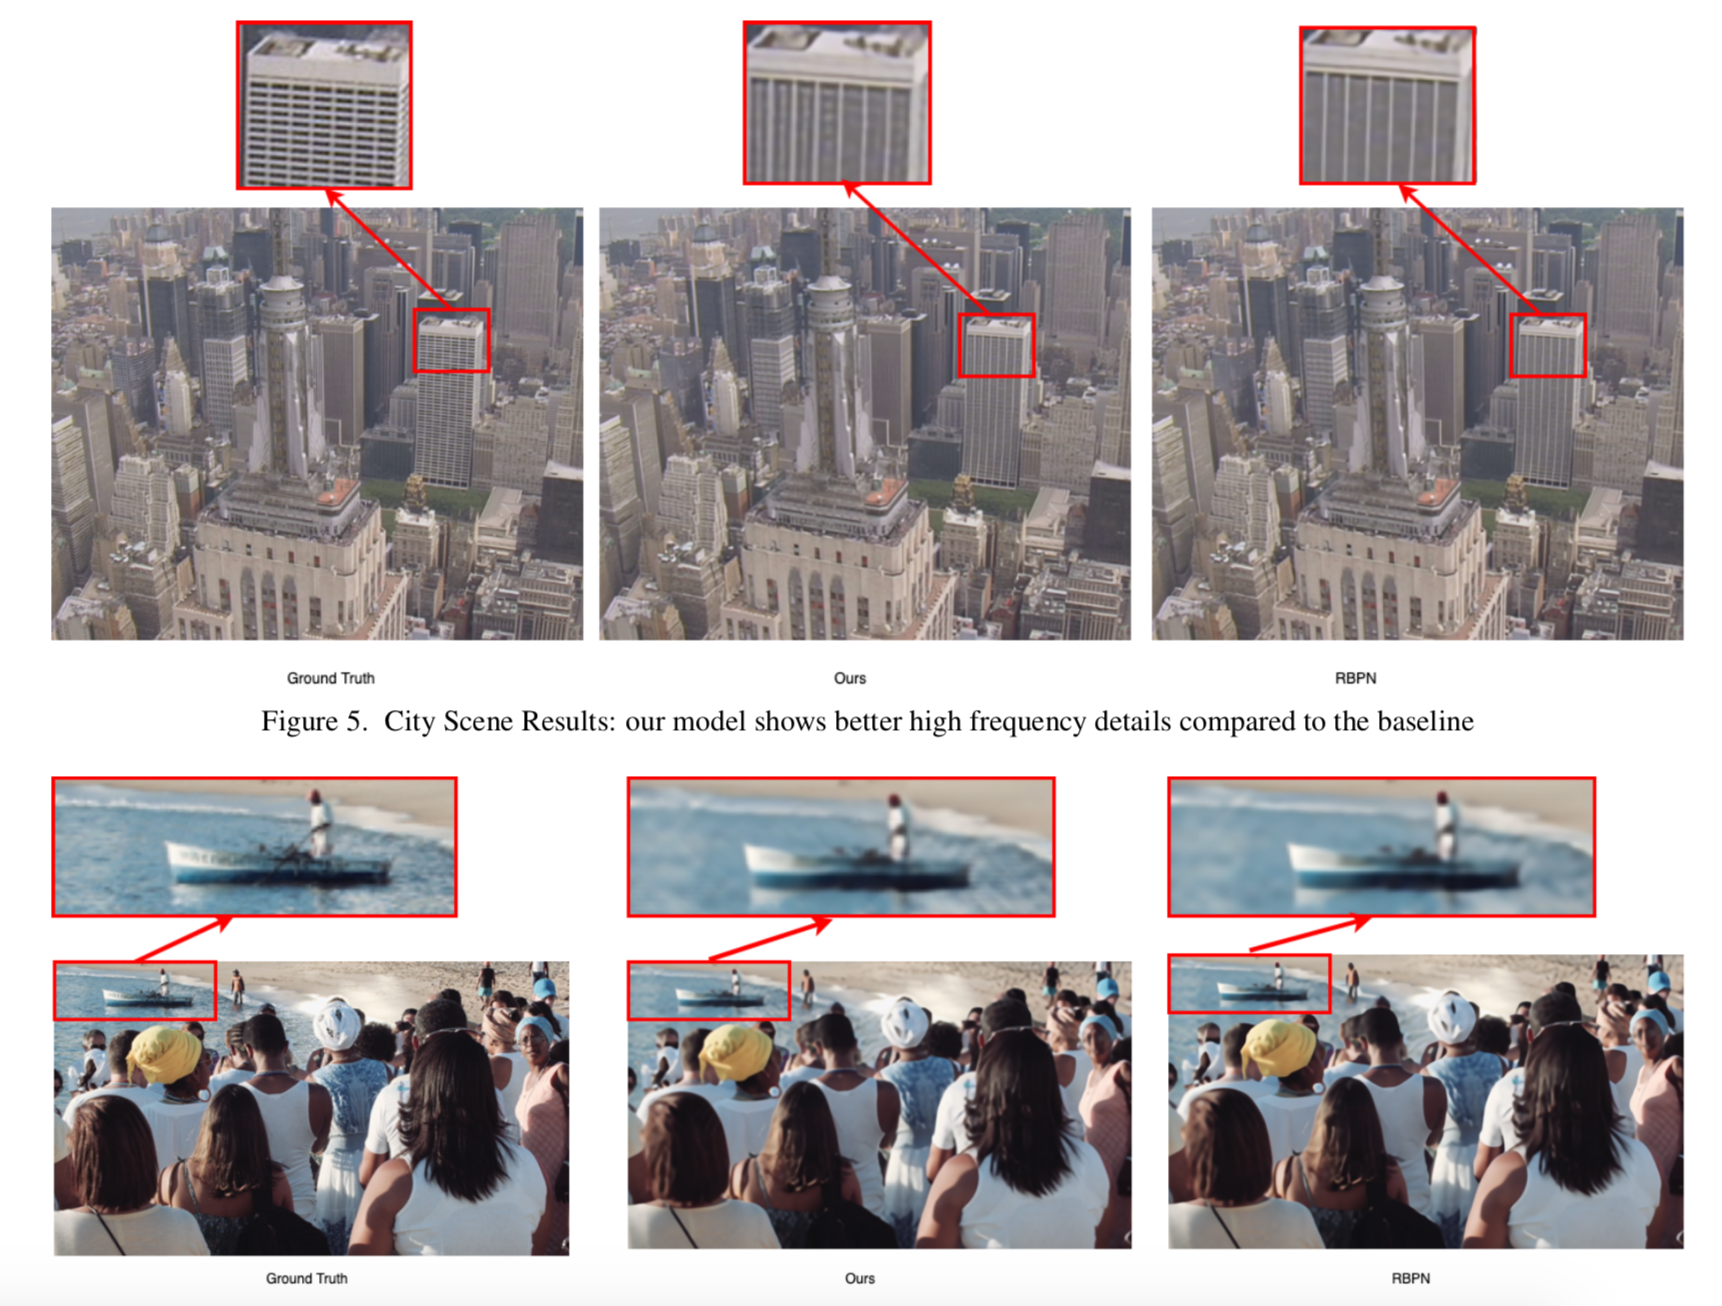 Ground Truth
Ours
RBPN
Figure 5. City Scene Results: our model shows better high frequency details compared to the baseline
Ground Truth
Ours
RBPN